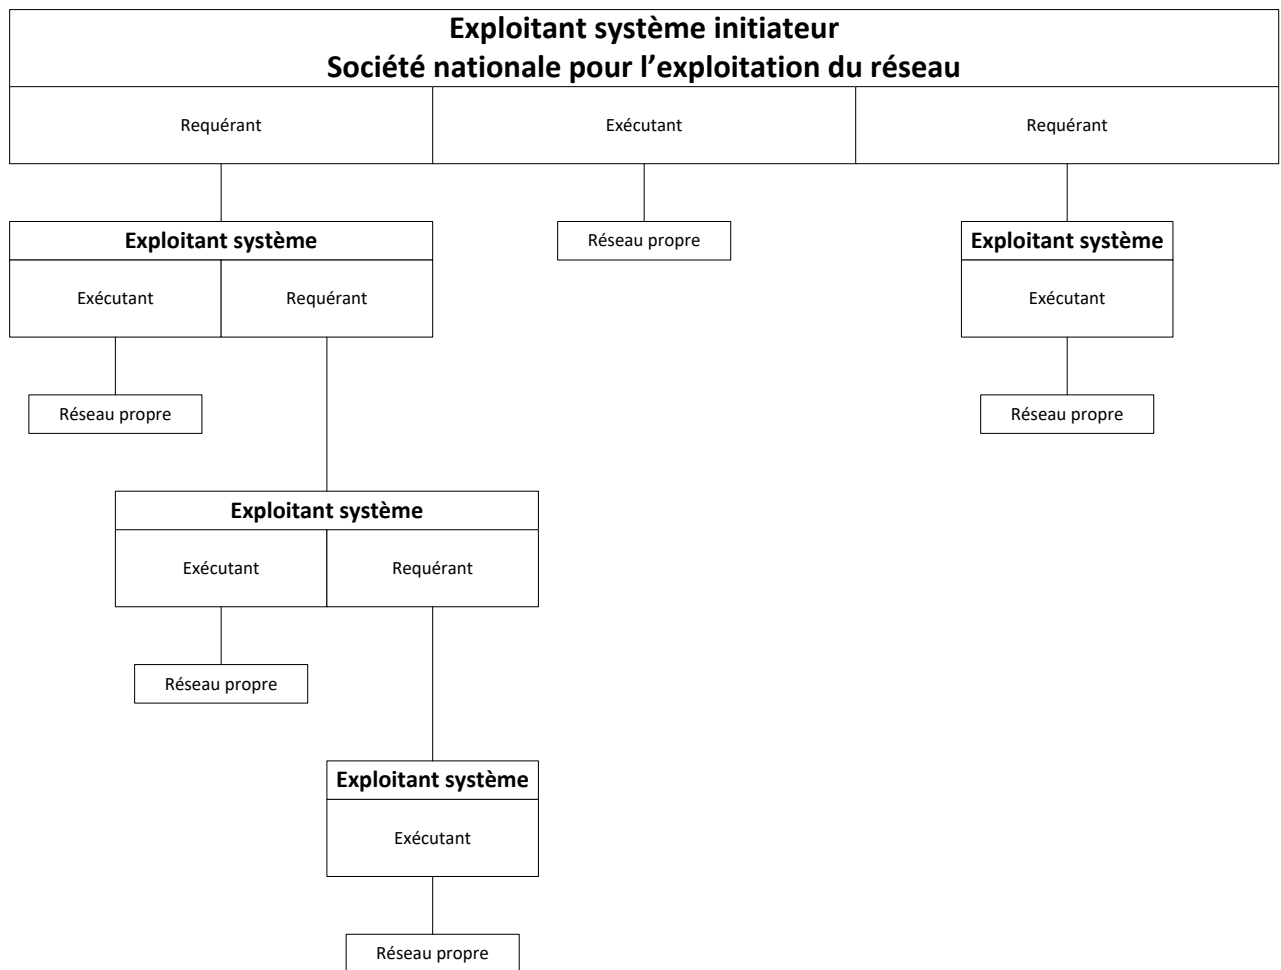 Exploitant système initiateur
Société nationale pour l’exploitation du réseau
Requérant
Exécutant
Requérant
Exploitant système
Réseau propre
Exploitant système
Exécutant
Requérant
Exécutant
Réseau propre
Réseau propre
Exploitant système
Exécutant
Requérant
Réseau propre
Exploitant système
Exécutant
Réseau propre